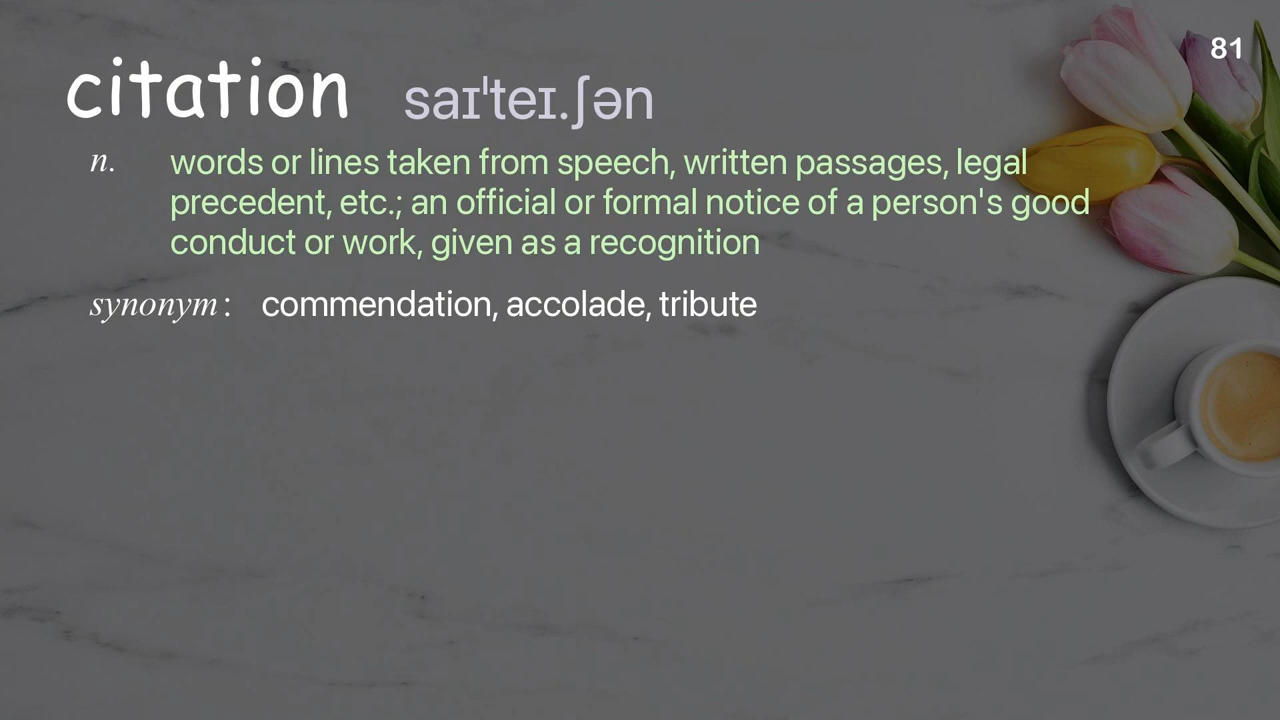 81
citation saɪˈteɪ.ʃən
n. words or lines taken from speech, written passages, legal
precedent, etc.; an official or formal notice of a person's good
conduct or work, given as a recognition
synonym: commendation, accolade, tribute